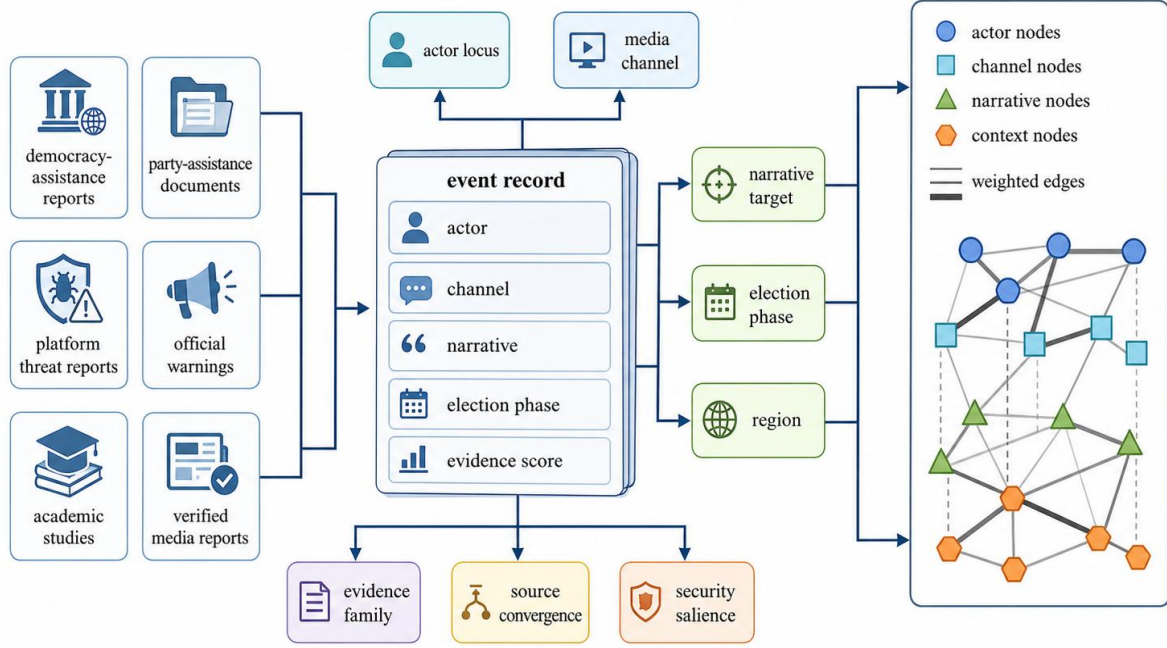 actor locus
media
channel
democracy-
assistance
reports
party-assistance
documents
platform
threat reports
official
warnings
academic
studies
verified
media reports
event record
actor
channel
narrative
election phase
evidence score
narrative
target
election
phase
region
evidence
family
source
convergence
security
salience
actor nodes
channel nodes
narrative nodes
context nodes
weighted edges